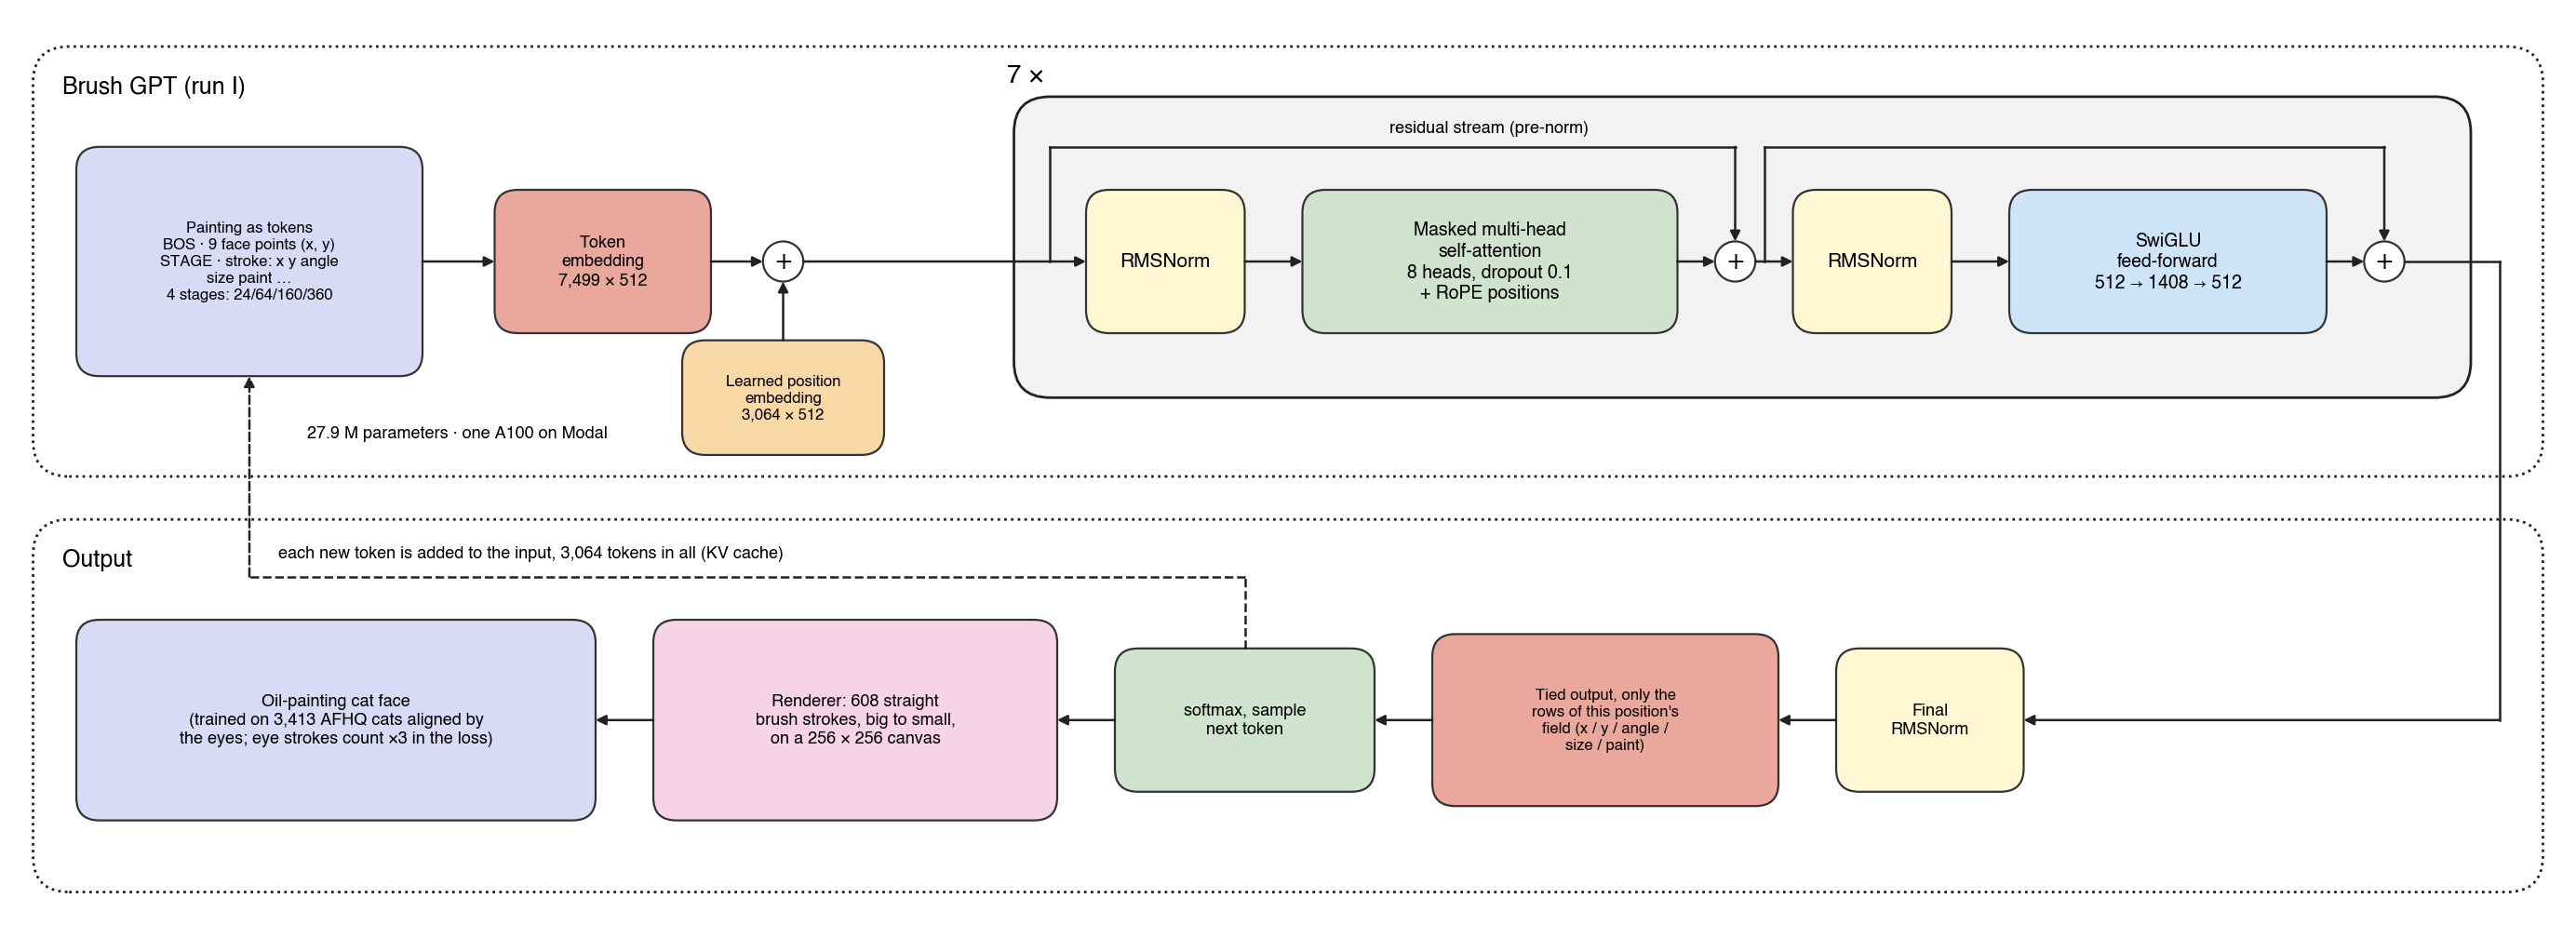 Brush GPT (run I)
7 ×
residual stream (pre-norm)
Painting as tokens
BOS · 9 face points (x, y)
STAGE · stroke: x y angle
size paint …
4 stages: 24/64/160/360
Token
embedding
7,499 × 512
+
Learned position
embedding
3,064 × 512
RMSNorm
Masked multi-head
self-attention
8 heads, dropout 0.1
+ RoPE positions
+
RMSNorm
SwiGLU
feed-forward
512 → 1408 → 512
+
27.9 M parameters · one A100 on Modal
Output
each new token is added to the input, 3,064 tokens in all (KV cache)
Oil-painting cat face
(trained on 3,413 AFHQ cats aligned by
the eyes; eye strokes count ×3 in the loss)
Renderer: 608 straight
brush strokes, big to small,
on a 256 × 256 canvas
softmax, sample
next token
Tied output, only the
rows of this position's
field (x / y / angle /
size / paint)
Final
RMSNorm